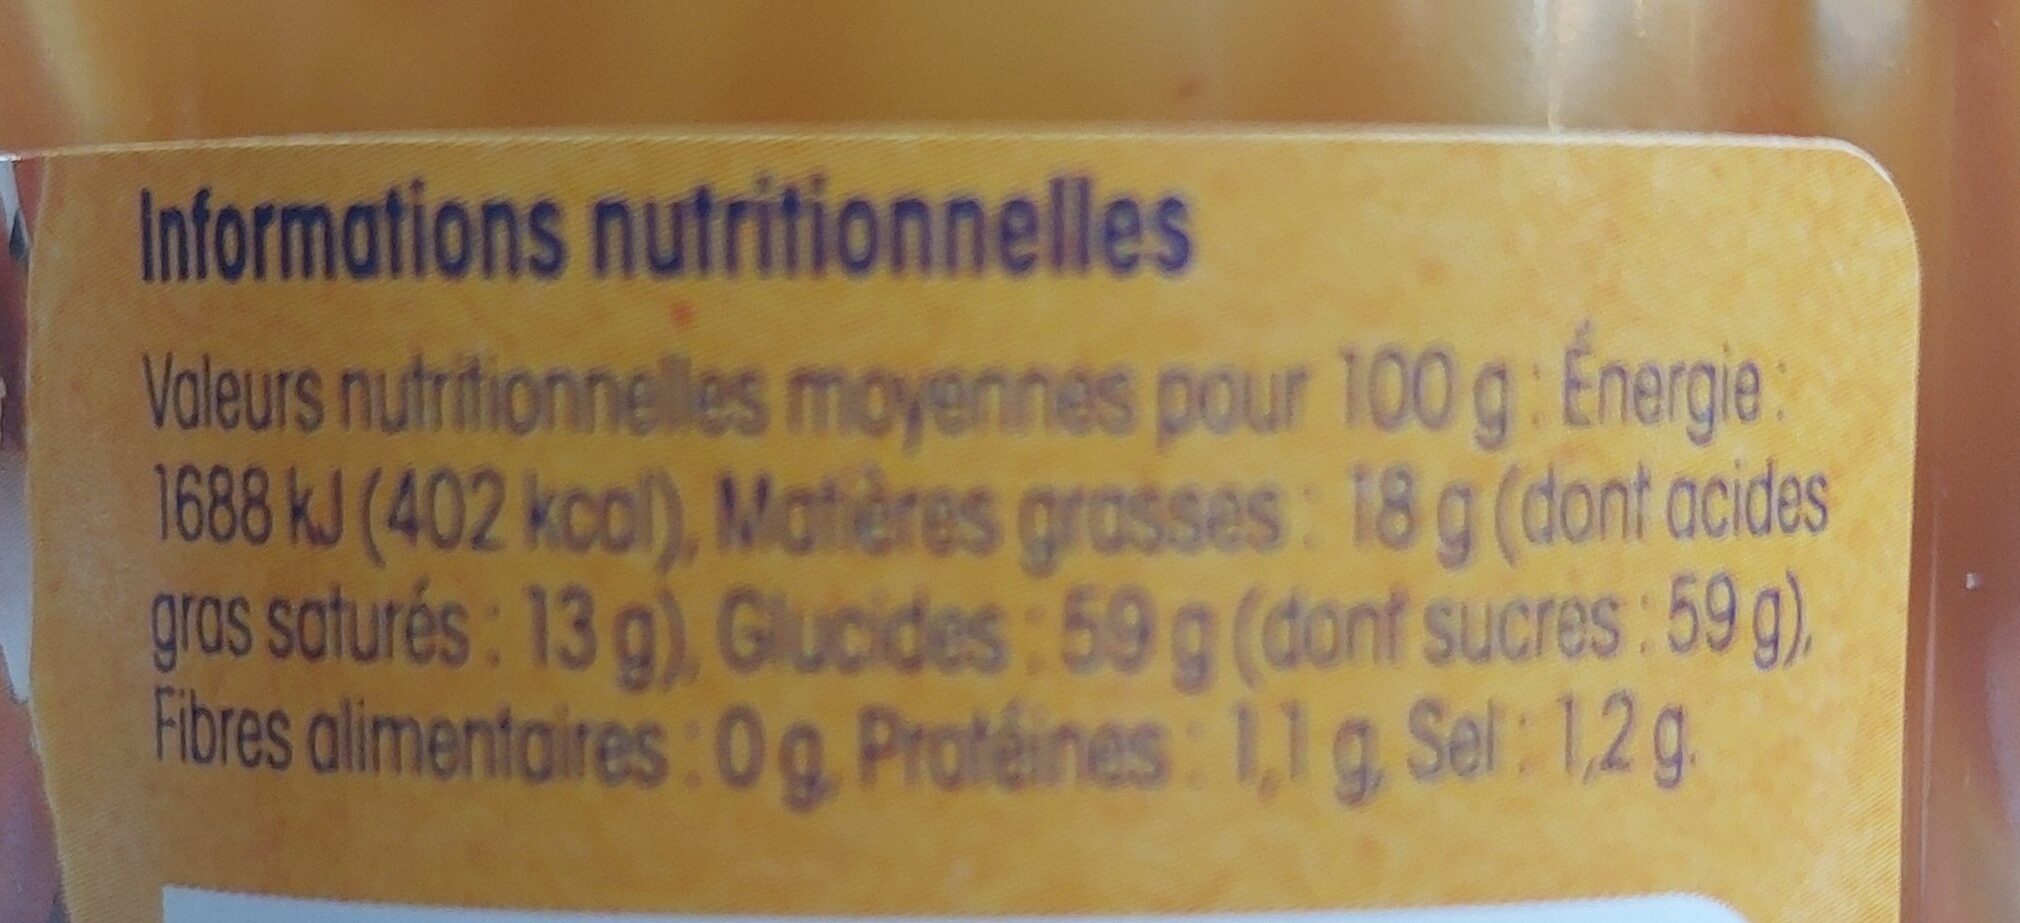 Informations nutritionnelles
Valeurs nutritionnelles moyennes pour 100 g : Énergie :
1688 kJ (402 kcal), Matières grasses : 18 g (dont acides
gras saturés : 13 g), Glucides : 59 g (dont sucres : 59 g),
Fibres alimentaires : 0 g, Protéines : 1,1 g, Sel : 1,2 g.